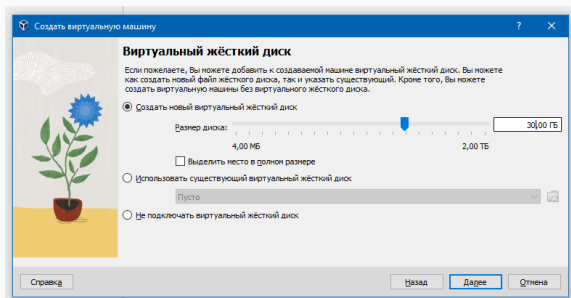 Создать виртуальную машину
? ×
Виртуальный жёсткий диск
Если пожелаете, Вы можете добавить к создаваемой машине виртуальный жёсткий диск. Вы можете
как создать новый файл жёсткого диска, так и указать существующий. Кроме того, Вы можете
создать виртуальную машины без виртуального жёсткого диска.
Создать новый виртуальный жёсткий диск
Размер диска: 30,00 ГБ
4,00 МБ 2,00 ТБ
Выделить место в полном размере
Использовать существующий виртуальный жёсткий диск
Пусто
Не подключать виртуальный жёсткий диск
Справка Назад Далее Отмена